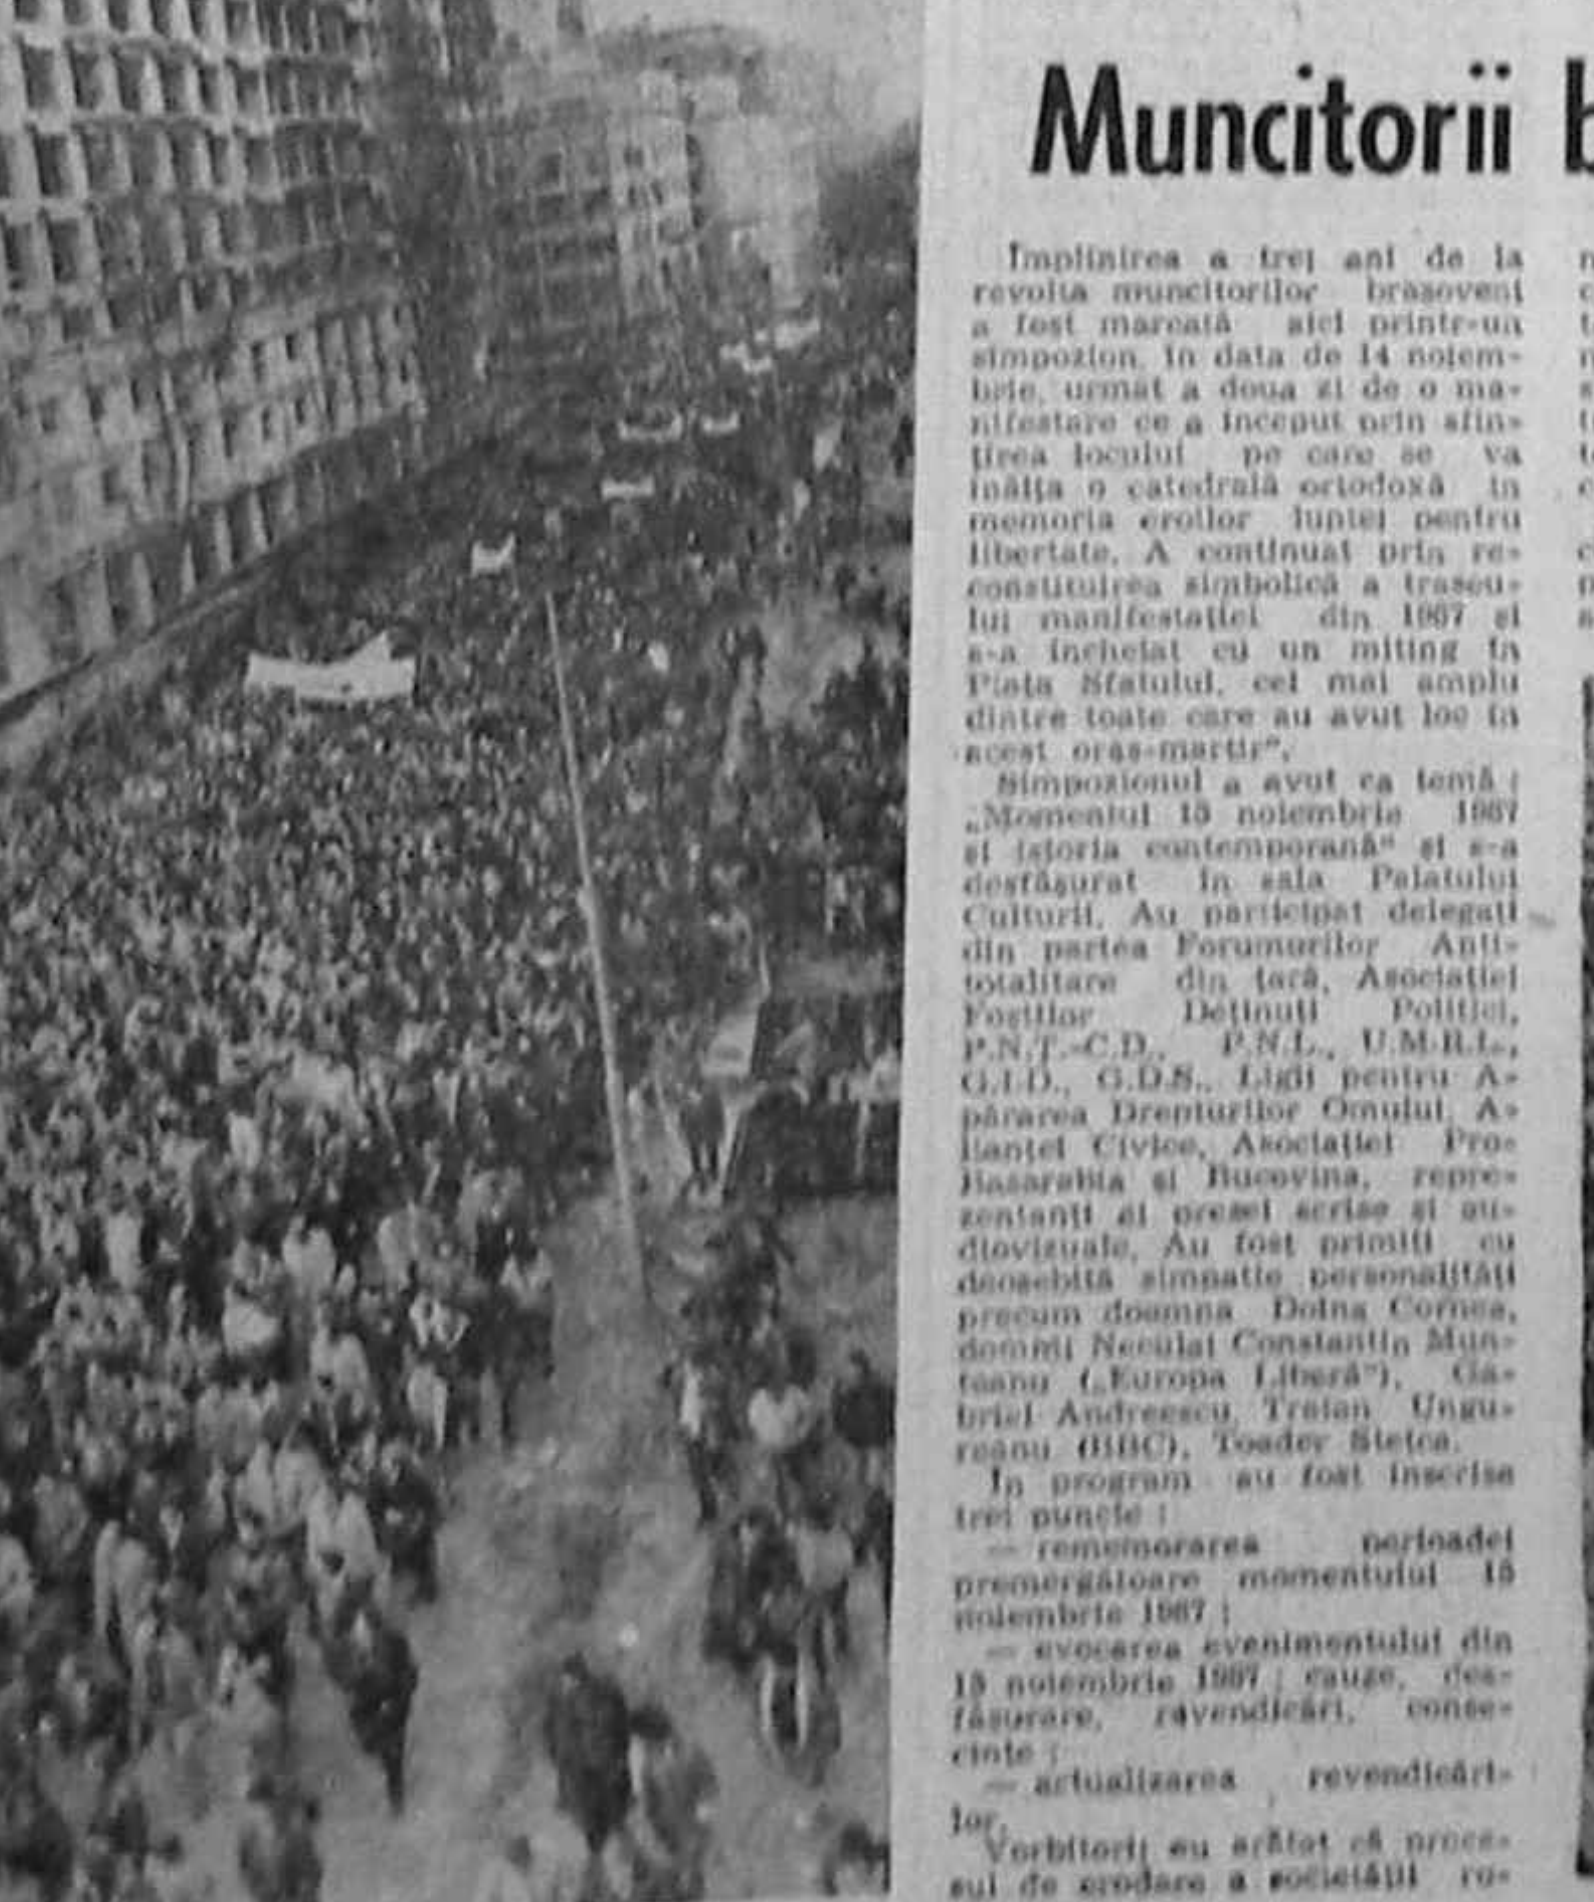 Muncitorii b
Împlinirea a trei ani de la
revolta muncitorilor brașoveni
a fost marcată aici printr-un
simpozion, în data de 14 noiem-
brie, urmat a doua zi de o ma-
nifestare ce a început prin sfin-
țirea locului pe care se va
înălța o catedrală ortodoxă în
memoria eroilor luptei pentru
libertate. A continuat prin re-
constituirea simbolică a traseu-
lui manifestației din 1987 și
s-a încheiat cu un miting în
Piața Sfatului, cel mai amplu
dintre toate care au avut loc în
acest oraș-martir".
Simpozionul a avut ca temă :
„Momentul 15 noiembrie 1987
și istoria contemporană" și s-a
desfășurat în sala Palatului
Culturii. Au participat delegați
din partea Forumurilor Anti-
totalitare din țară, Asociației
Foștilor Deținuți Politici,
P.N.Ț.-C.D., P.N.L., U.M.R.L.,
G.I.D., G.D.S., Ligii pentru A-
părarea Drepturilor Omului, A-
lianței Civice, Asociației Pro-
Basarabia și Bucovina, repre-
zentanți ai presei scrise și au-
diovizuale. Au fost primiți cu
deosebită simpatie personalități
precum doamna Doina Cornea,
domnii Neculai Constantin Mun-
teanu („Europa Liberă"), Ga-
briel Andreescu, Traian Ungu-
reanu (BBC), Toader Stetca.
În program au fost înscrise
trei puncte :
— rememorarea perioadei
premergătoare momentului 15
noiembrie 1987 ;
— evocarea evenimentului din
15 noiembrie 1987 ; cauze, des-
fășurare, revendicări, conse-
cințe ;
— actualizarea revendicări-
lor.
Vorbitorii au arătat că proce-
sul de erodare a societății ro-